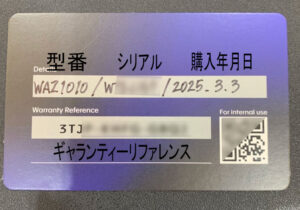 型番 シリアル 購入年月日
Details
WAZ1010 / W / 2025.3.3
Warranty Reference
For internal use
3TJ
ギャランティーリファレンス